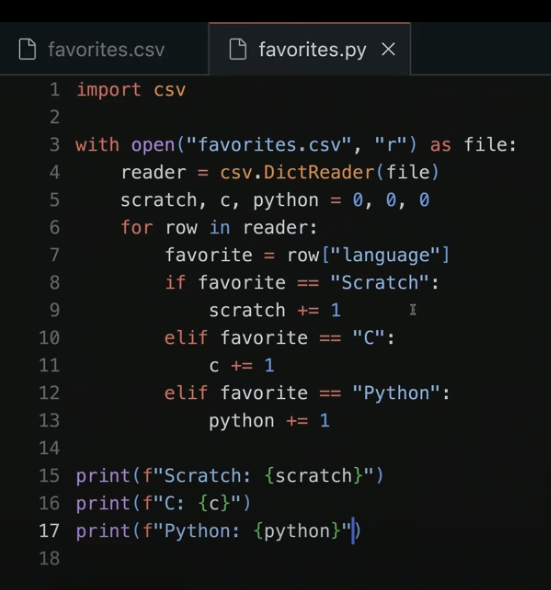 favorites.csv
favorites.py ×
1 import csv
2
3 with open("favorites.csv", "r") as file:
4     reader = csv.DictReader(file)
5     scratch, c, python = 0, 0, 0
6     for row in reader:
7         favorite = row["language"]
8         if favorite == "Scratch":
9             scratch += 1
10         elif favorite == "C":
11             c += 1
12         elif favorite == "Python":
13             python += 1
14
15 print(f"Scratch: {scratch}")
16 print(f"C: {c}")
17 print(f"Python: {python}")
18